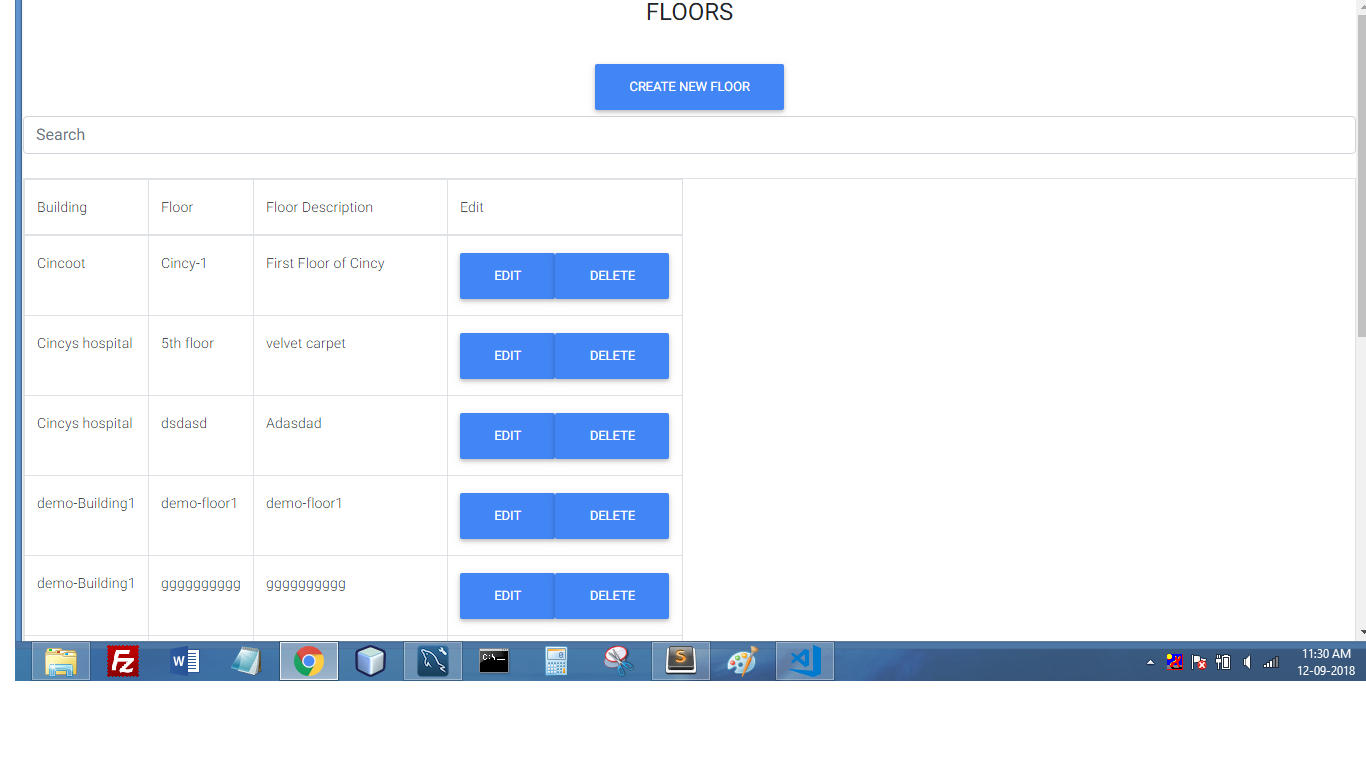 FLOORS
CREATE NEW FLOOR
Search
Building Floor Floor Description Edit
Cincoot Cincy-1 First Floor of Cincy EDIT DELETE
Cincys hospital 5th floor velvet carpet EDIT DELETE
Cincys hospital dsdasd Adasdad EDIT DELETE
demo-Building1 demo-floor1 demo-floor1 EDIT DELETE
demo-Building1 gggggggggg gggggggggg EDIT DELETE
11:30 AM
12-09-2018